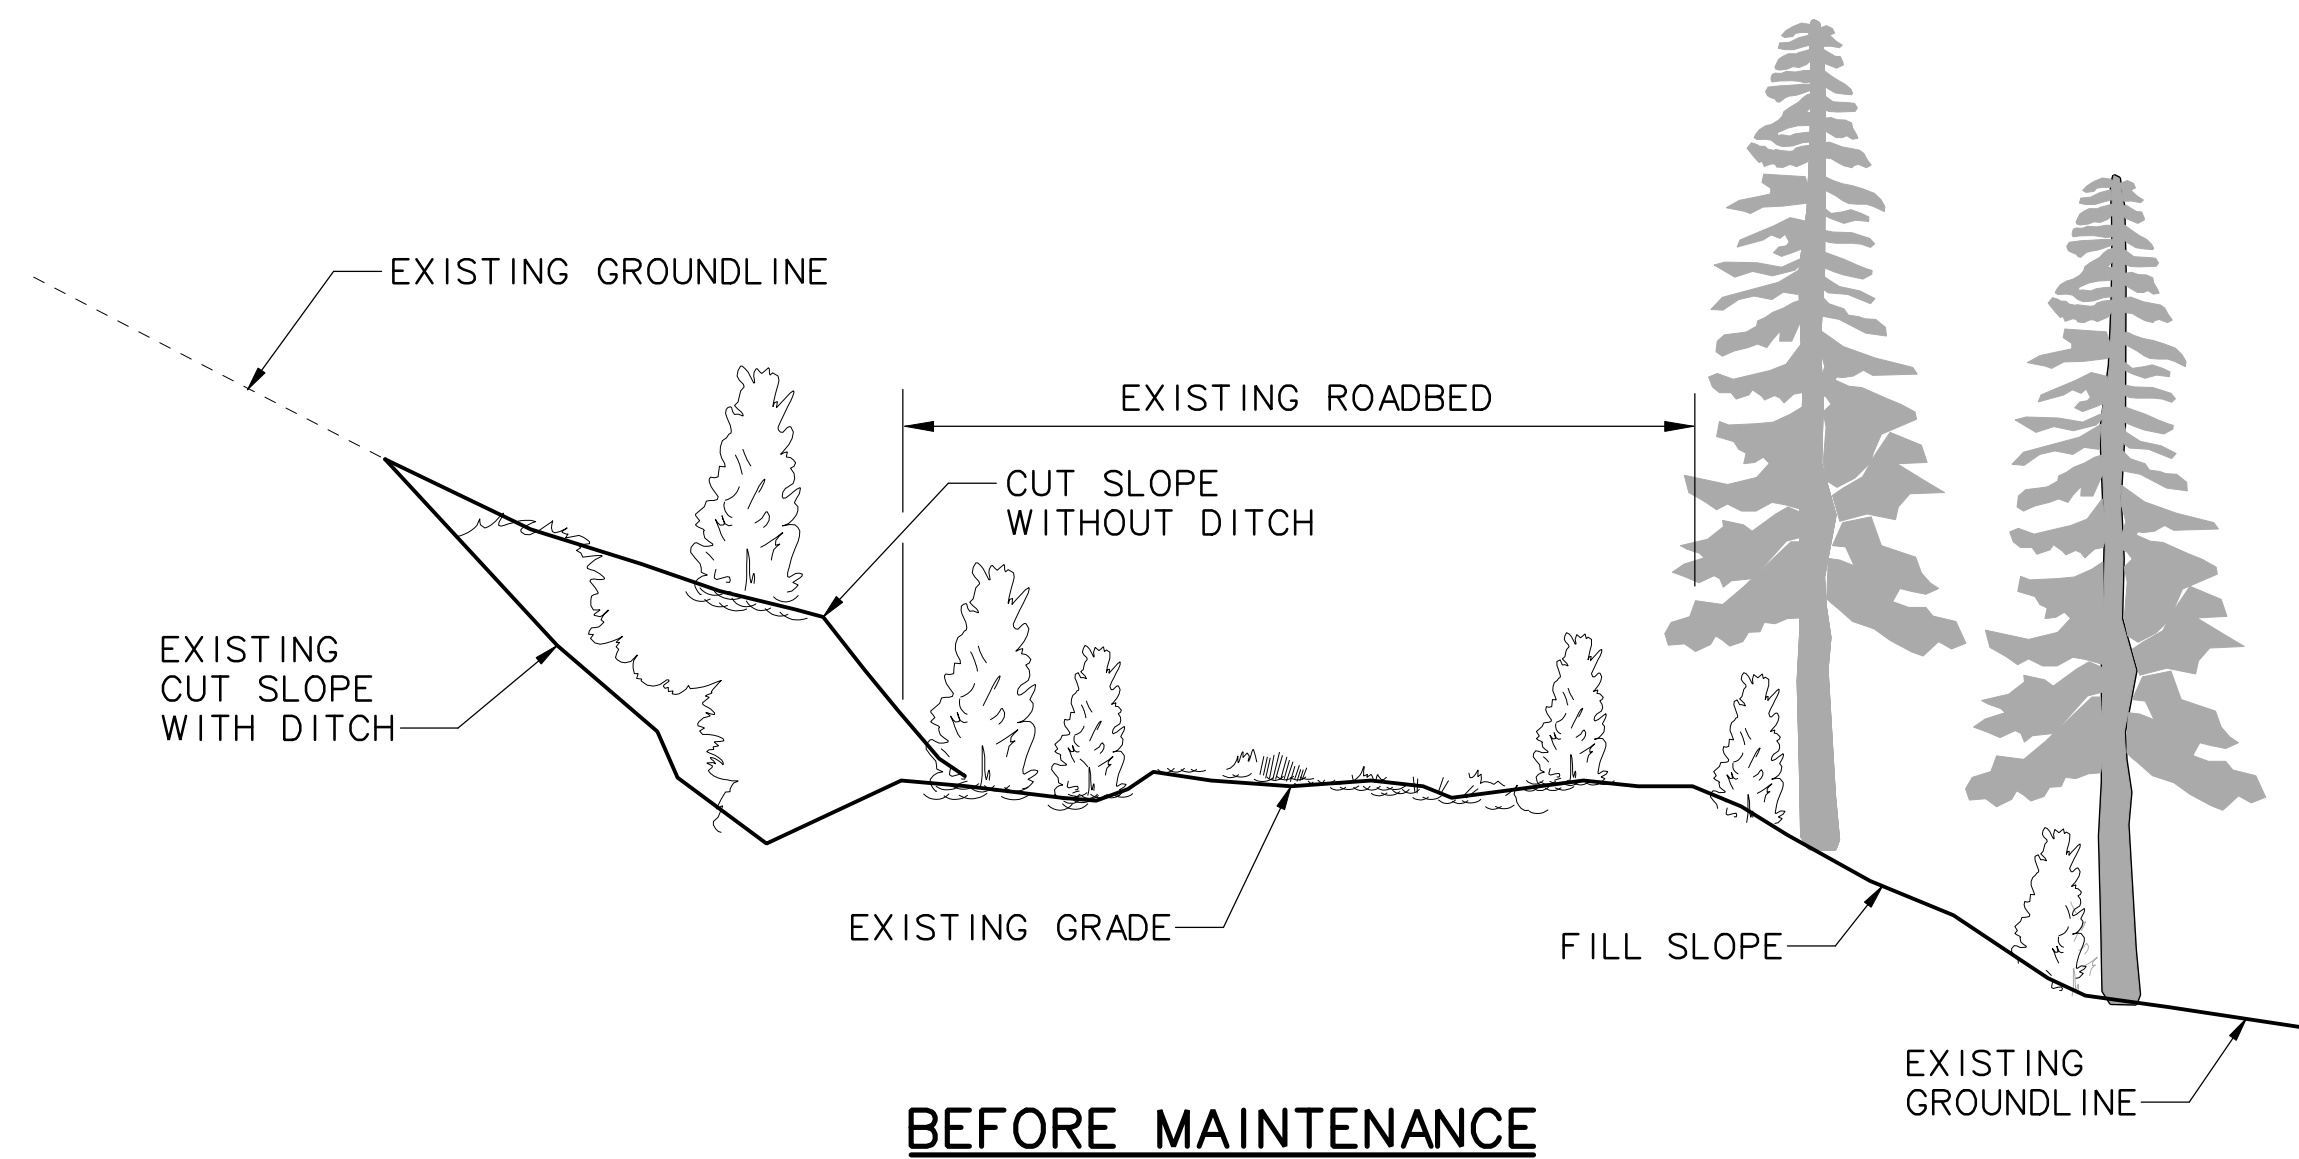 EXISTING GROUNDLINE
EXISTING ROADBED
CUT SLOPE
WITHOUT DITCH
EXISTING
CUT SLOPE
WITH DITCH
EXISTING GRADE
FILL SLOPE
EXISTING
GROUNDLINE
BEFORE MAINTENANCE